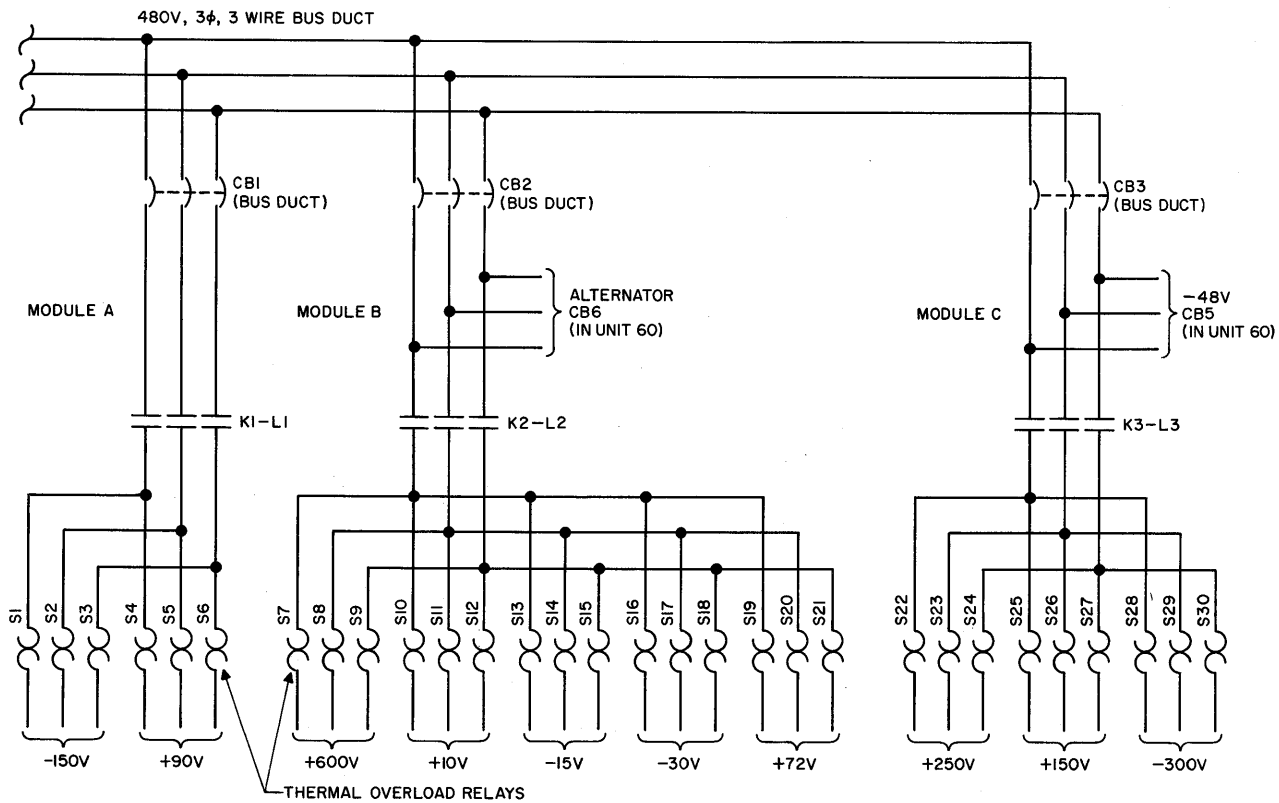 480V, 3ϕ, 3 WIRE BUS DUCT
CB1
(BUS DUCT)
CB2
(BUS DUCT)
CB3
(BUS DUCT)
MODULE A
MODULE B
ALTERNATOR
CB6
(IN UNIT 60)
MODULE C
-48V
CB5
(IN UNIT 60)
K1-L1
K2-L2
K3-L3
S1
S2
S3
S4
S5
S6
S7
S8
S9
S10
S11
S12
S13
S14
S15
S16
S17
S18
S19
S20
S21
S22
S23
S24
S25
S26
S27
S28
S29
S30
-150V
+90V
+600V
+10V
-15V
-30V
+72V
+250V
+150V
-300V
THERMAL OVERLOAD RELAYS